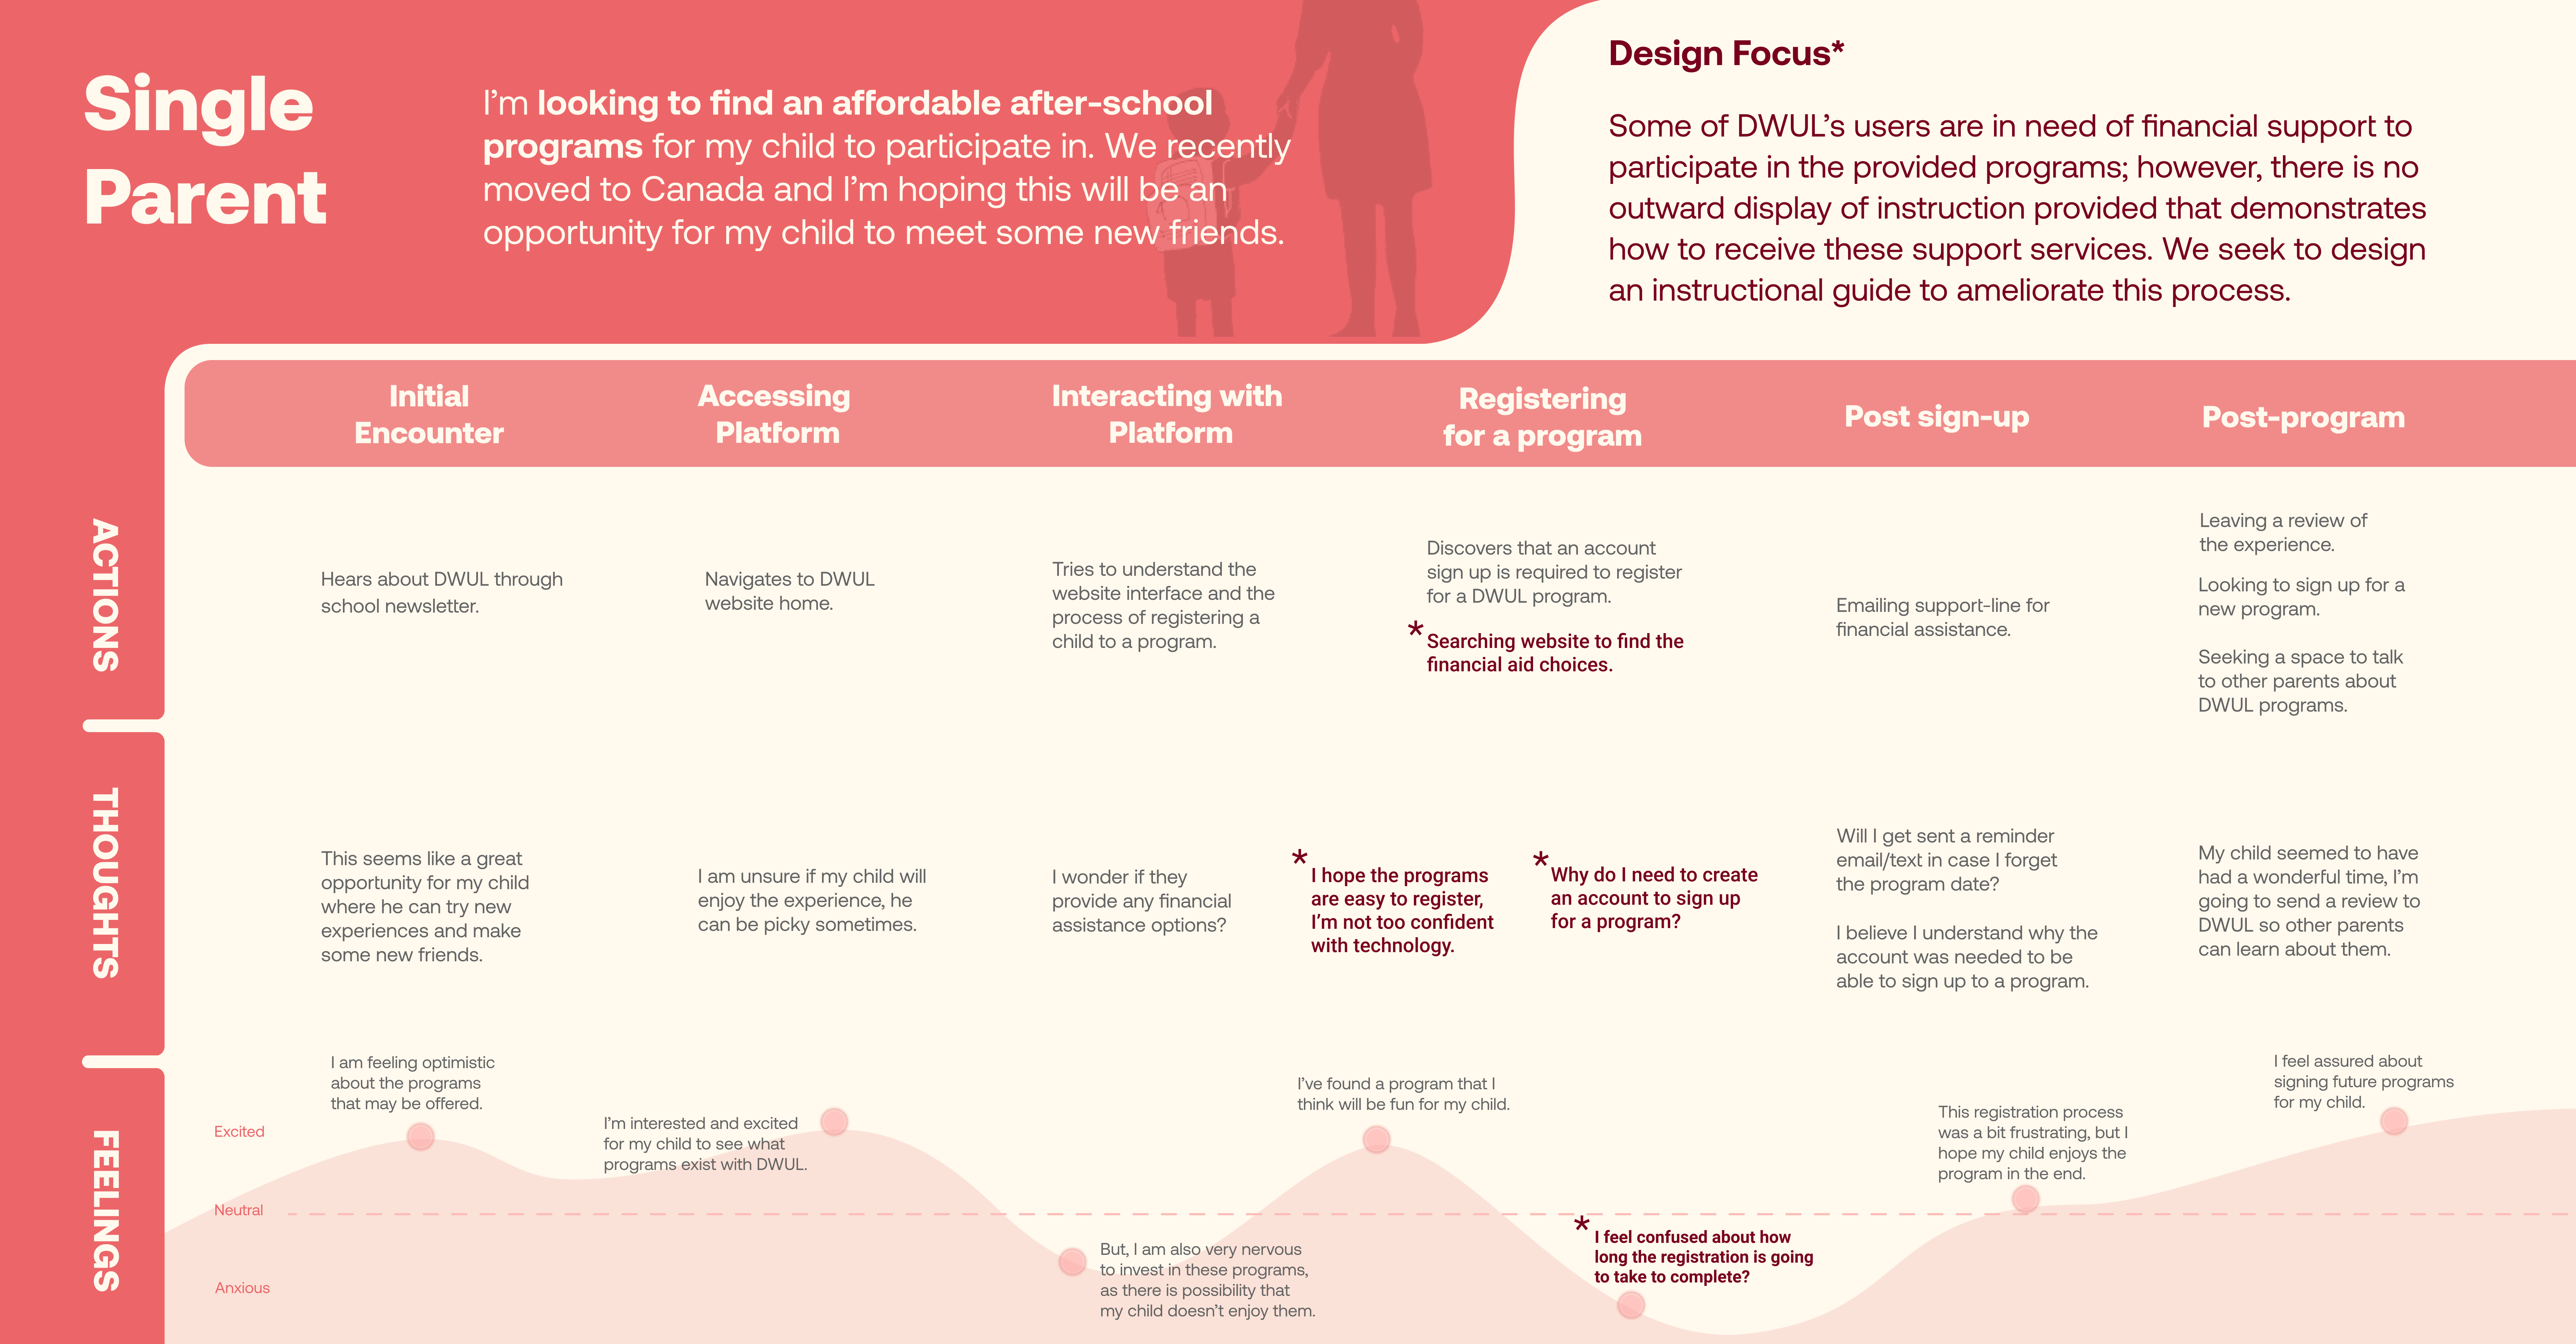 Single
Parent
I'm looking to find an affordable after-school
programs for my child to participate in. We recently
moved to Canada and I'm hoping this will be an
opportunity for my child to meet some new friends.
Design Focus*
Some of DWUL's users are in need of financial support to
participate in the provided programs; however, there is no
outward display of instruction provided that demonstrates
how to receive these support services. We seek to design
an instructional guide to ameliorate this process.
Initial
Encounter
Accessing
Platform
Interacting with
Platform
Registering
for a program
Post sign-up
Post-program
ACTIONS
Hears about DWUL through
school newsletter.
Navigates to DWUL
website home.
Tries to understand the
website interface and the
process of registering a
child to a program.
Discovers that an account
sign up is required to register
for a DWUL program.
* Searching website to find the
financial aid choices.
Emailing support-line for
financial assistance.
Leaving a review of
the experience.
Looking to sign up for a
new program.
Seeking a space to talk
to other parents about
DWUL programs.
THOUGHTS
This seems like a great
opportunity for my child
where he can try new
experiences and make
some new friends.
I am unsure if my child will
enjoy the experience, he
can be picky sometimes.
I wonder if they
provide any financial
assistance options?
* I hope the programs
are easy to register,
I'm not too confident
with technology.
* Why do I need to create
an account to sign up
for a program?
Will I get sent a reminder
email/text in case I forget
the program date?
I believe I understand why the
account was needed to be
able to sign up to a program.
My child seemed to have
had a wonderful time, I'm
going to send a review to
DWUL so other parents
can learn about them.
FEELINGS
Excited
Neutral
Anxious
I am feeling optimistic
about the programs
that may be offered.
I'm interested and excited
for my child to see what
programs exist with DWUL.
But, I am also very nervous
to invest in these programs,
as there is possibility that
my child doesn't enjoy them.
I've found a program that I
think will be fun for my child.
* I feel confused about how
long the registration is going
to take to complete?
This registration process
was a bit frustrating, but I
hope my child enjoys the
program in the end.
I feel assured about
signing future programs
for my child.